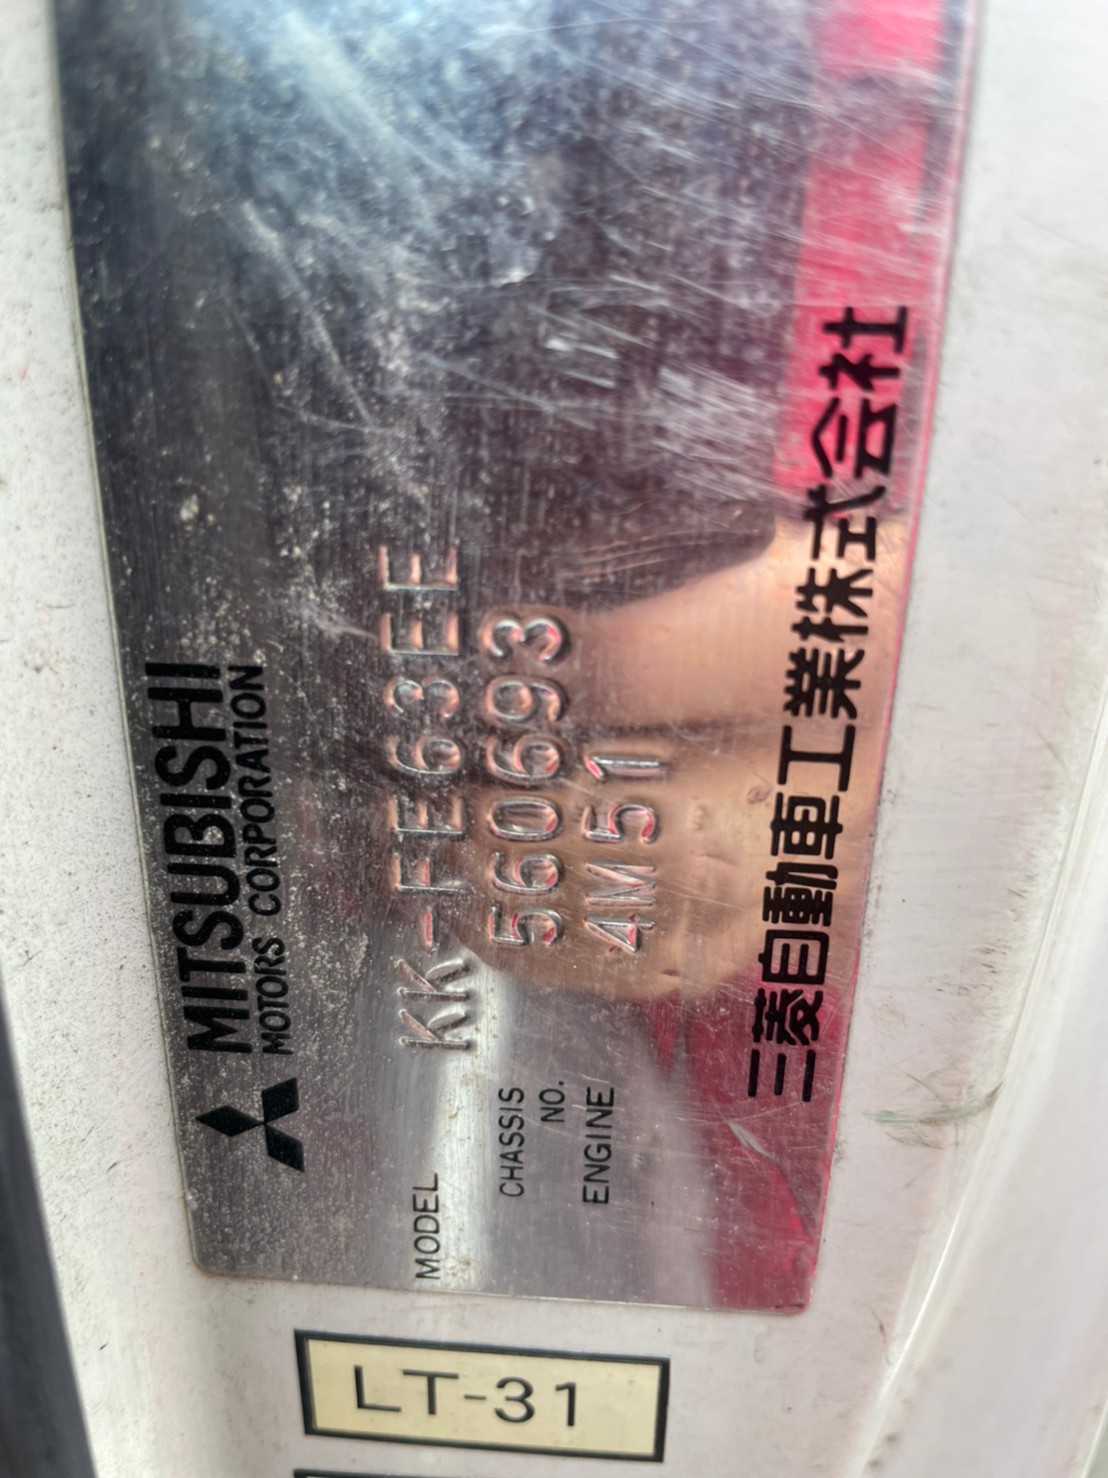 MITSUBISHI
MOTORS CORPORATION
MODEL KK-FE63EE
CHASSIS NO. 560693
ENGINE 4M51
三菱自動車工業株式会社
LT-31